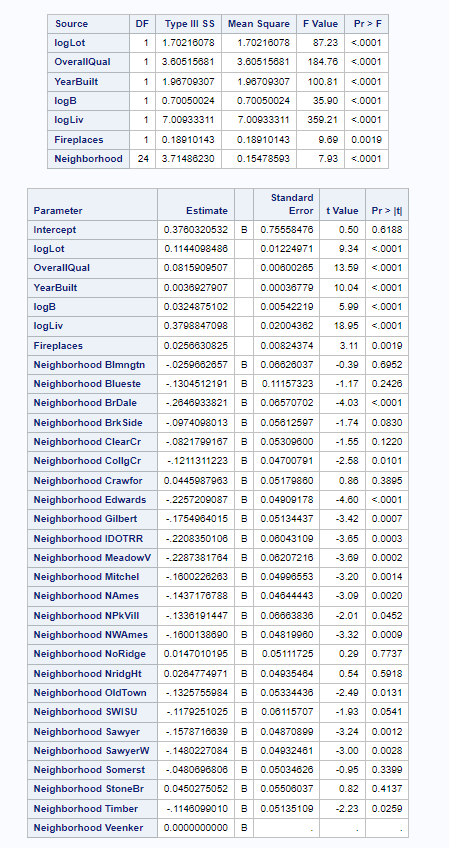 Source DF Type III SS Mean Square F Value Pr > F
logLot 1 1.70216078 1.70216078 87.23 <.0001
OverallQual 1 3.60515681 3.60515681 184.76 <.0001
YearBuilt 1 1.96709307 1.96709307 100.81 <.0001
logB 1 0.70050024 0.70050024 35.90 <.0001
logLiv 1 7.00933311 7.00933311 359.21 <.0001
Fireplaces 1 0.18910143 0.18910143 9.69 0.0019
Neighborhood 24 3.71486230 0.15478593 7.93 <.0001
Parameter Estimate Standard Error t Value Pr > |t|
Intercept 0.3760320532 B 0.75558476 0.50 0.6188
logLot 0.1144098486 0.01224971 9.34 <.0001
OverallQual 0.0815909507 0.00600265 13.59 <.0001
YearBuilt 0.0036927907 0.00036779 10.04 <.0001
logB 0.0324875102 0.00542219 5.99 <.0001
logLiv 0.3798847098 0.02004362 18.95 <.0001
Fireplaces 0.0256630825 0.00824374 3.11 0.0019
Neighborhood Blmngtn -.0259662657 B 0.06626037 -0.39 0.6952
Neighborhood Blueste -.1304512191 B 0.11157323 -1.17 0.2426
Neighborhood BrDale -.2646933821 B 0.06570702 -4.03 <.0001
Neighborhood BrkSide -.0974098013 B 0.05612597 -1.74 0.0830
Neighborhood ClearCr -.0821799167 B 0.05309600 -1.55 0.1220
Neighborhood CollgCr -.1211311223 B 0.04700791 -2.58 0.0101
Neighborhood Crawfor 0.0445987963 B 0.05179860 0.86 0.3895
Neighborhood Edwards -.2257209087 B 0.04909178 -4.60 <.0001
Neighborhood Gilbert -.1754964015 B 0.05134437 -3.42 0.0007
Neighborhood IDOTRR -.2208350106 B 0.06043109 -3.65 0.0003
Neighborhood MeadowV -.2287381764 B 0.06207216 -3.69 0.0002
Neighborhood Mitchel -.1600226263 B 0.04996553 -3.20 0.0014
Neighborhood NAmes -.1437176788 B 0.04644443 -3.09 0.0020
Neighborhood NPkVill -.1336191447 B 0.06663836 -2.01 0.0452
Neighborhood NWAmes -.1600138690 B 0.04819960 -3.32 0.0009
Neighborhood NoRidge 0.0147010195 B 0.05111725 0.29 0.7737
Neighborhood NridgHt 0.0264774971 B 0.04935464 0.54 0.5918
Neighborhood OldTown -.1325755984 B 0.05334436 -2.49 0.0131
Neighborhood SWISU -.1179251025 B 0.06115707 -1.93 0.0541
Neighborhood Sawyer -.1578716639 B 0.04870899 -3.24 0.0012
Neighborhood SawyerW -.1480227084 B 0.04932461 -3.00 0.0028
Neighborhood Somerst -.0480696806 B 0.05034626 -0.95 0.3399
Neighborhood StoneBr 0.0450275052 B 0.05506037 0.82 0.4137
Neighborhood Timber -.1146099010 B 0.05135109 -2.23 0.0259
Neighborhood Veenker 0.0000000000 B . . .